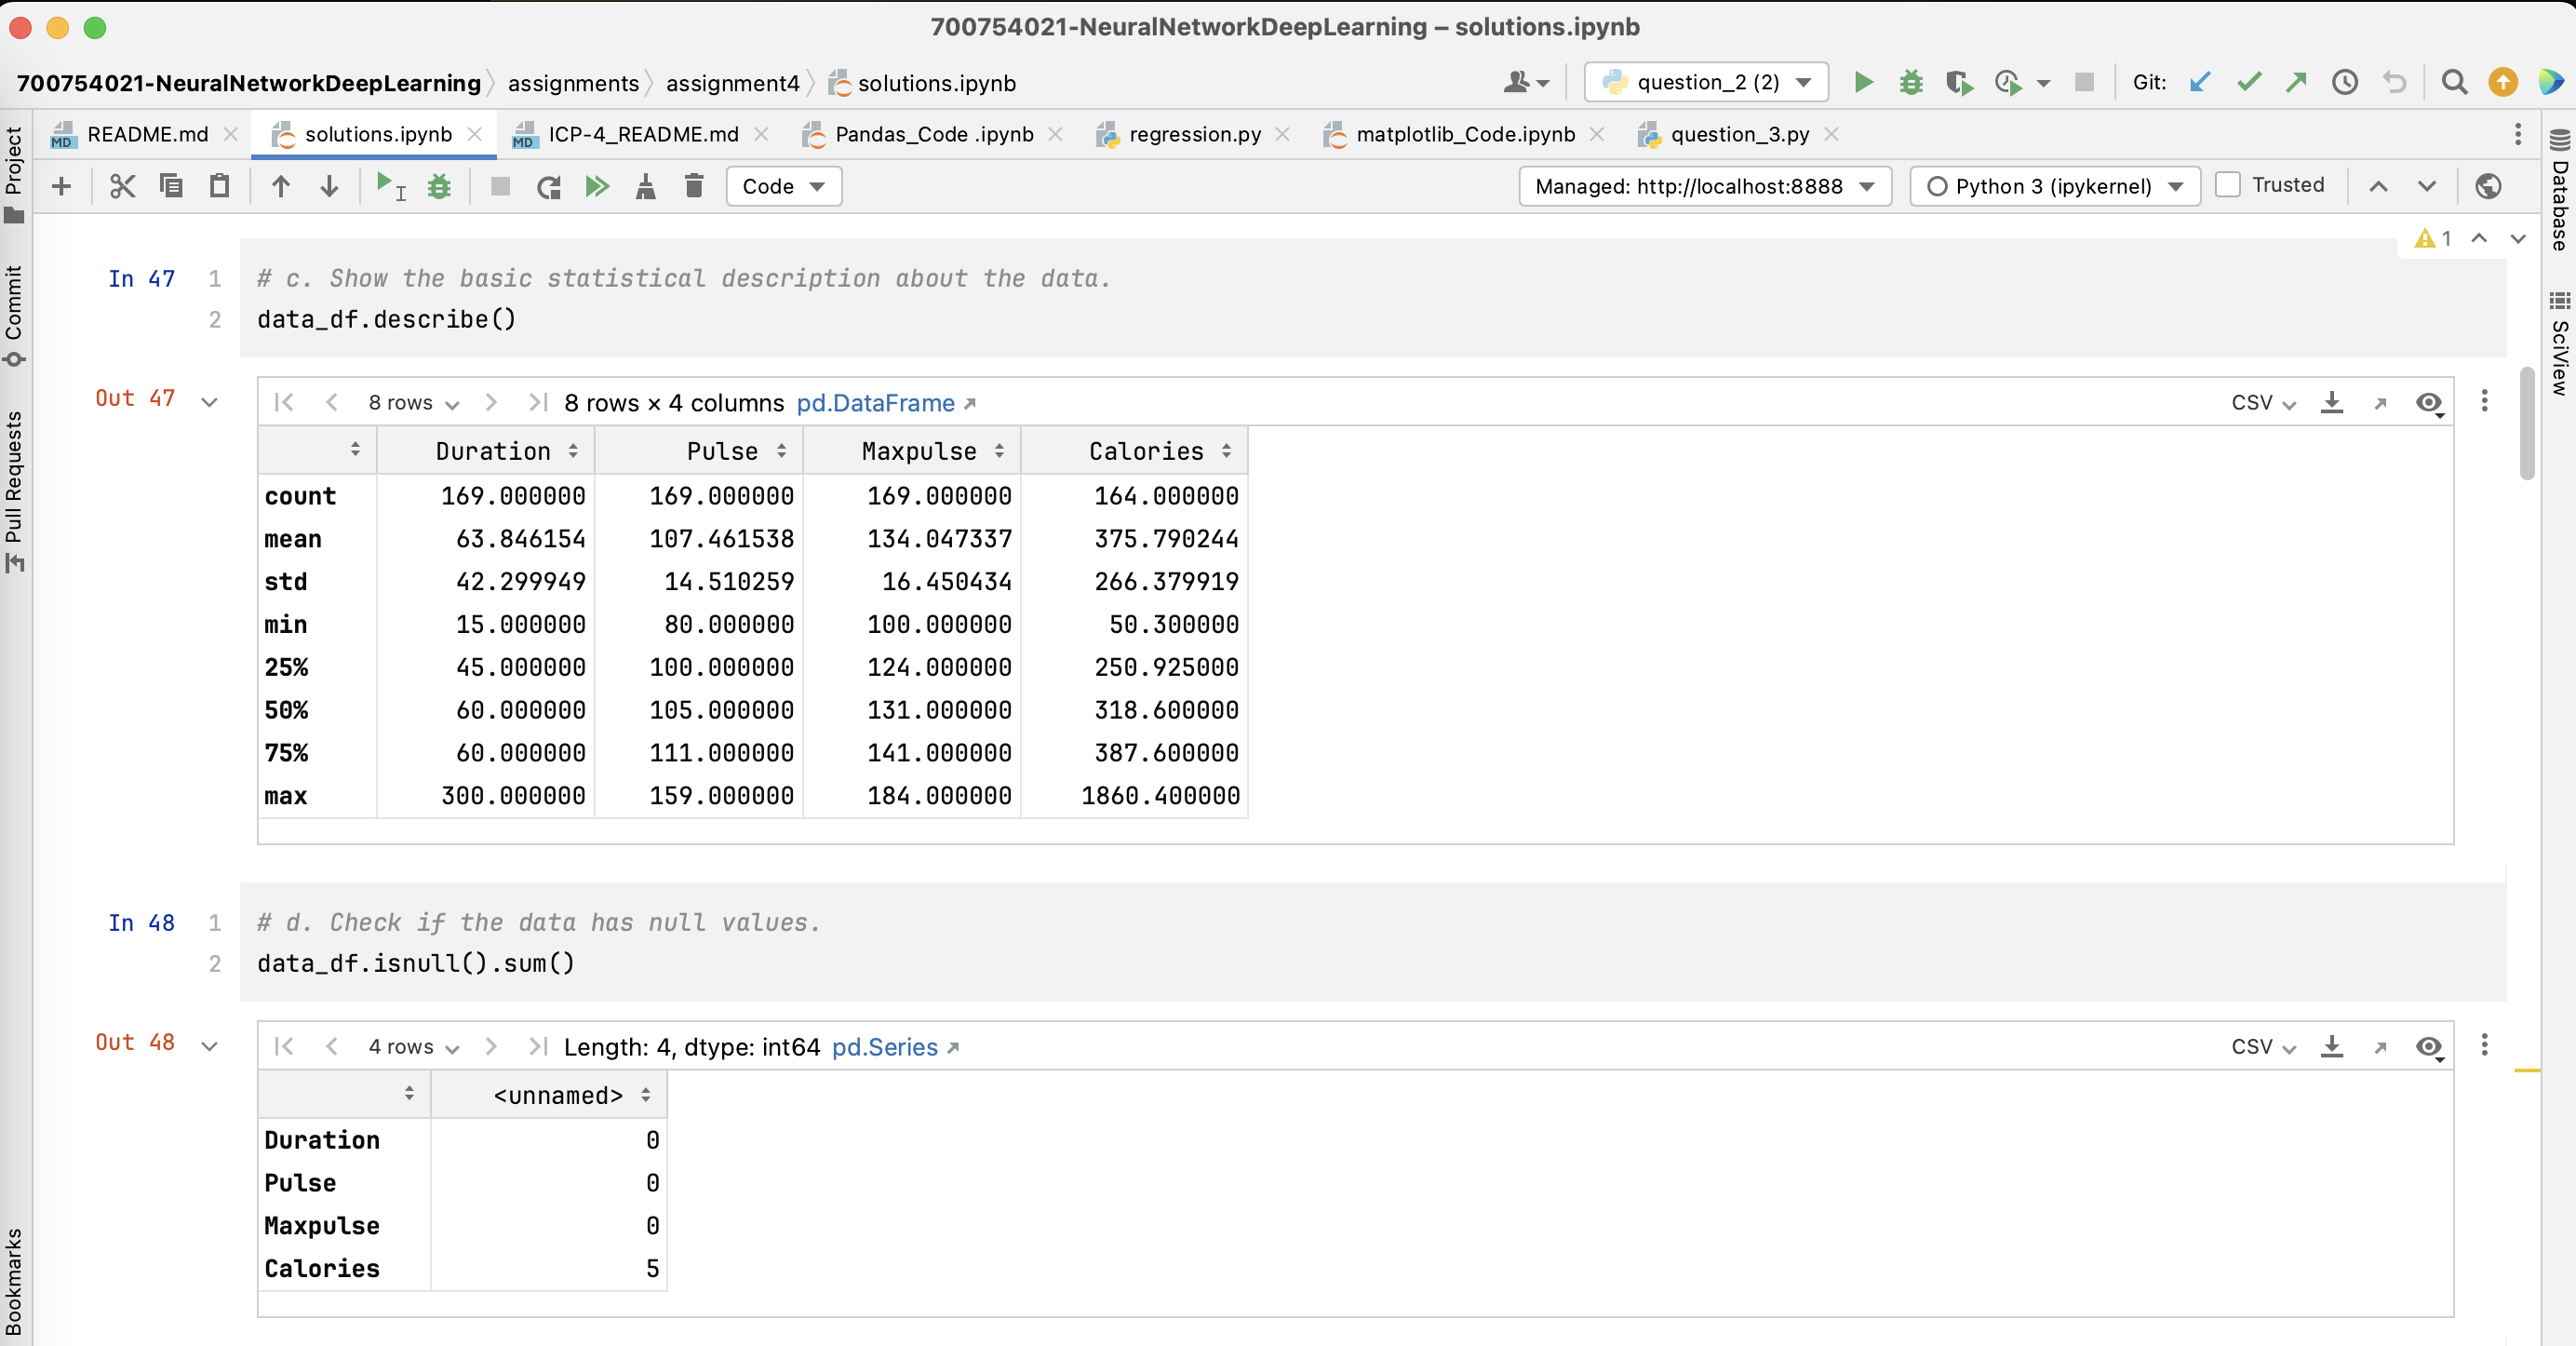 700754021-NeuralNetworkDeepLearning – solutions.ipynb
700754021-NeuralNetworkDeepLearning assignments assignment4 solutions.ipynb question_2 (2) Git:
README.md solutions.ipynb ICP-4_README.md Pandas_Code .ipynb regression.py matplotlib_Code.ipynb question_3.py
Code Managed: http://localhost:8888 Python 3 (ipykernel) Trusted
Project
Commit
Pull Requests
Bookmarks
Database
SciView
1
In 47 1 # c. Show the basic statistical description about the data.
2 data_df.describe()
Out 47 8 rows 8 rows × 4 columns pd.DataFrame CSV
Duration Pulse Maxpulse Calories
count 169.000000 169.000000 169.000000 164.000000
mean 63.846154 107.461538 134.047337 375.790244
std 42.299949 14.510259 16.450434 266.379919
min 15.000000 80.000000 100.000000 50.300000
25% 45.000000 100.000000 124.000000 250.925000
50% 60.000000 105.000000 131.000000 318.600000
75% 60.000000 111.000000 141.000000 387.600000
max 300.000000 159.000000 184.000000 1860.400000
In 48 1 # d. Check if the data has null values.
2 data_df.isnull().sum()
Out 48 4 rows Length: 4, dtype: int64 pd.Series CSV
<unnamed>
Duration 0
Pulse 0
Maxpulse 0
Calories 5